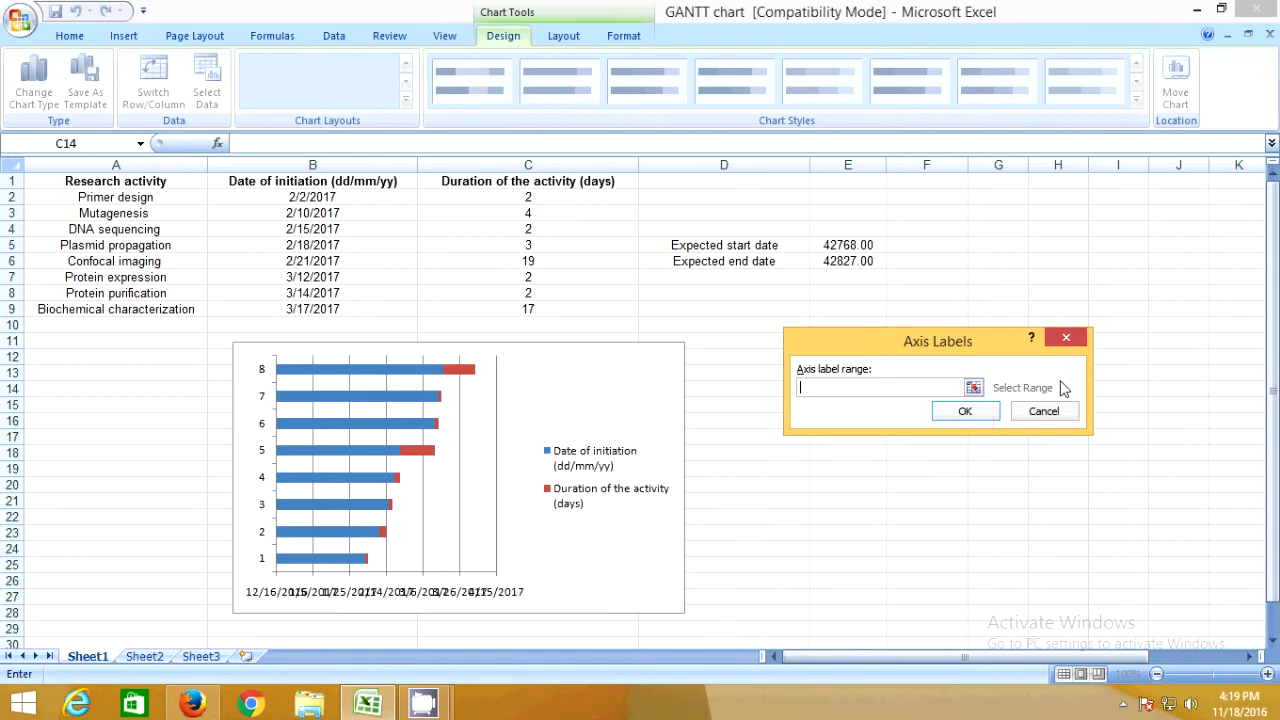 Chart Tools
GANTT chart [Compatibility Mode] - Microsoft Excel
Home Insert Page Layout Formulas Data Review View Design Layout Format
Change Chart Type
Save As Template
Switch Row/Column
Select Data
Move Chart
Type Data Chart Layouts Chart Styles Location
C14 fx
A B C D E F G H I J K
1 Research activity Date of initiation (dd/mm/yy) Duration of the activity (days)
2 Primer design 2/2/2017 2
3 Mutagenesis 2/10/2017 4
4 DNA sequencing 2/15/2017 2
5 Plasmid propagation 2/18/2017 3 Expected start date 42768.00
6 Confocal imaging 2/21/2017 19 Expected end date 42827.00
7 Protein expression 3/12/2017 2
8 Protein purification 3/14/2017 2
9 Biochemical characterization 3/17/2017 17
10
11
12
13
14
15
16
17
18
19
20
21
22
23
24
25
26
27
28
29
30
8
7
6
5
4
3
2
1
Date of initiation
(dd/mm/yy)
Duration of the activity
(days)
Axis Labels
?
Axis label range:
Select Range
OK Cancel
Activate Windows
Go to PC settings to activate Windows.
Sheet1 Sheet2 Sheet3
Enter 100%
4:19 PM
11/18/2016